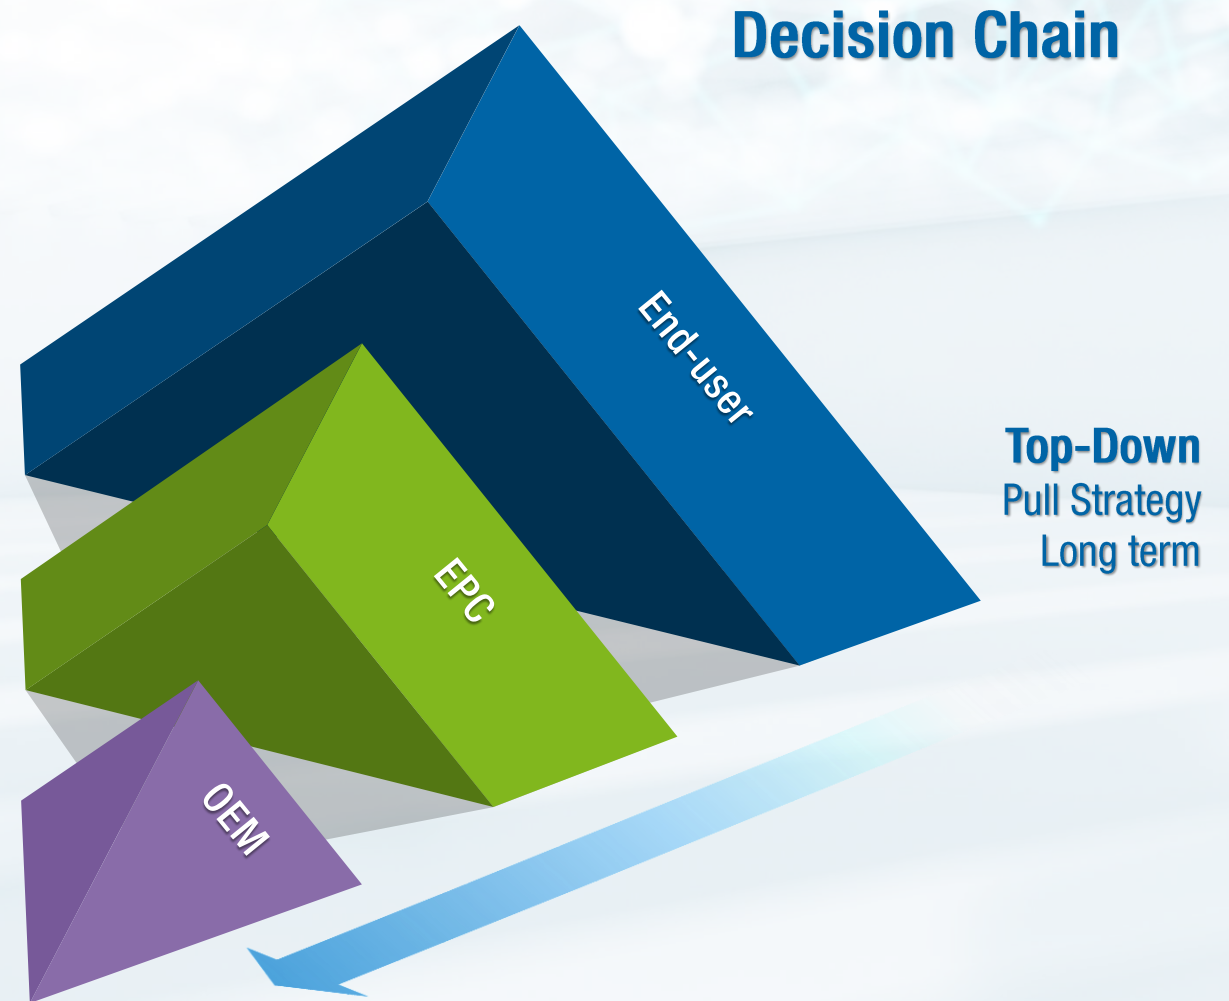 Decision Chain
End-user
Top-Down
Pull Strategy
Long term
EPC
OEM